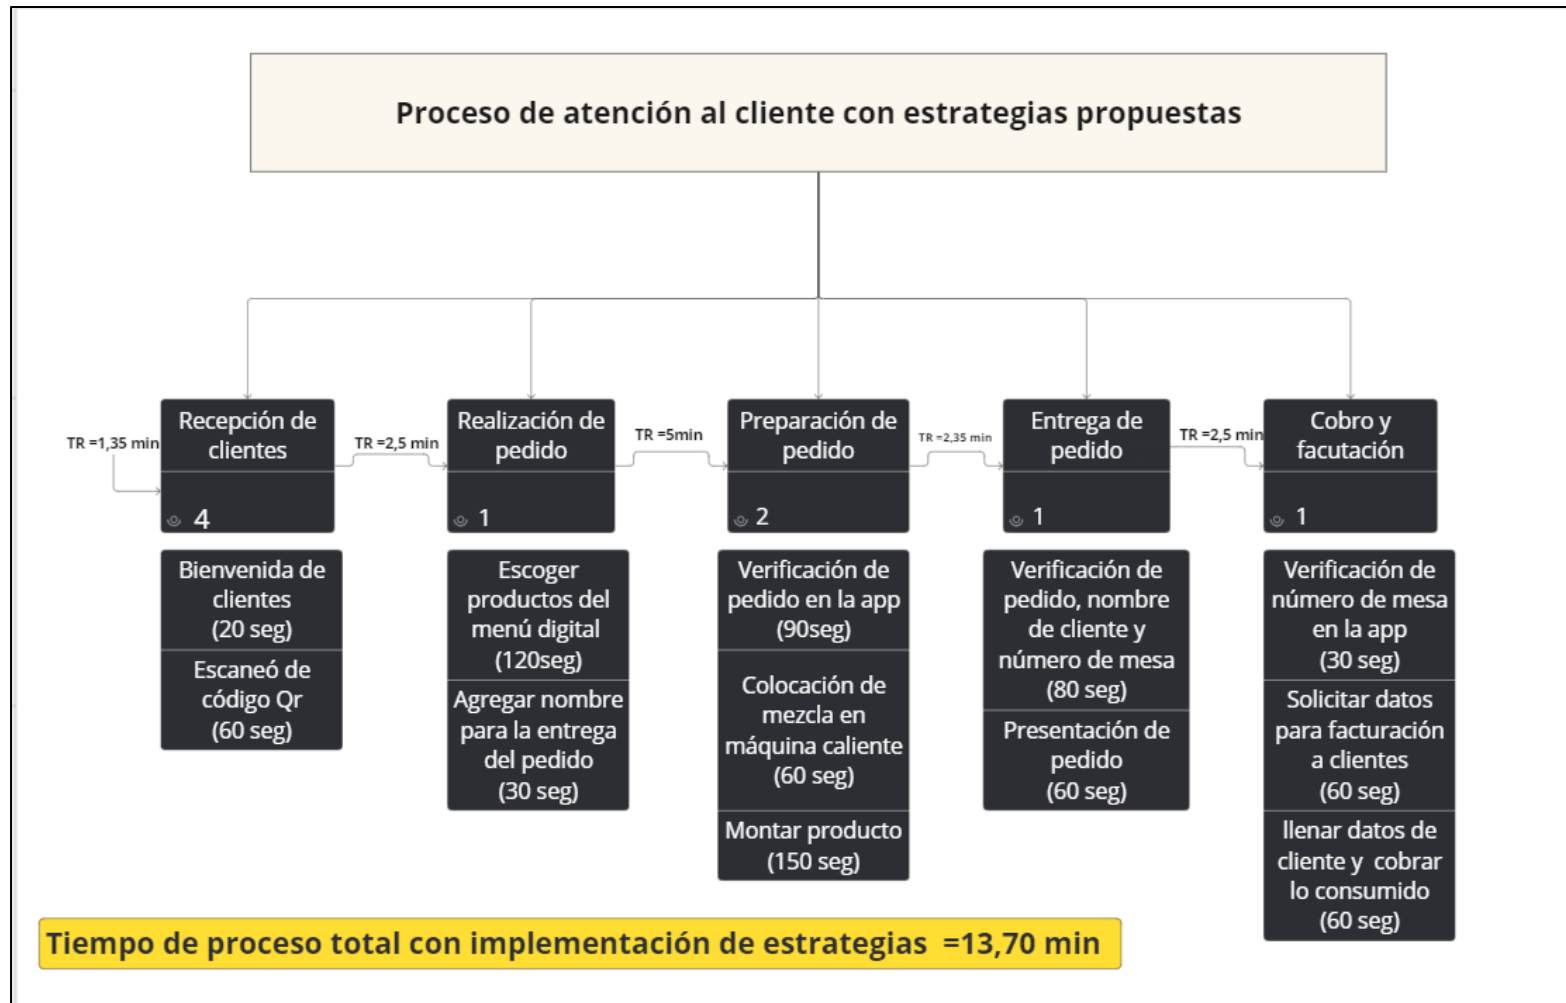 Proceso de atención al cliente con estrategias propuestas
TR =1,35 min
Recepción de
clientes
4
Bienvenida de
clientes
(20 seg)
Escaneó de
código Qr
(60 seg)
TR =2,5 min
Realización de
pedido
1
Escoger
productos del
menú digital
(120seg)
Agregar nombre
para la entrega
del pedido
(30 seg)
TR =5min
Preparación de
pedido
2
Verificación de
pedido en la app
(90seg)
Colocación de
mezcla en
máquina caliente
(60 seg)
Montar producto
(150 seg)
TR =2,35 min
Entrega de
pedido
1
Verificación de
pedido, nombre
de cliente y
número de mesa
(80 seg)
Presentación de
pedido
(60 seg)
TR =2,5 min
Cobro y
facutación
1
Verificación de
número de mesa
en la app
(30 seg)
Solicitar datos
para facturación
a clientes
(60 seg)
llenar datos de
cliente y  cobrar
lo consumido
(60 seg)
Tiempo de proceso total con implementación de estrategias  =13,70 min